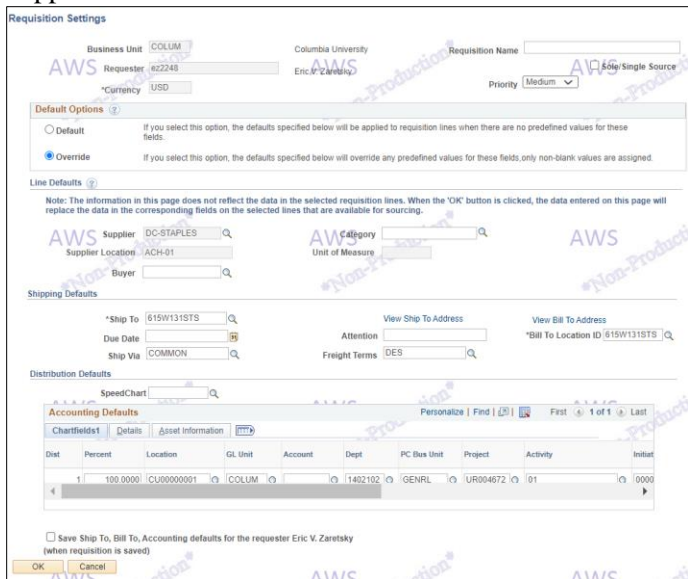 Requisition Settings
Business Unit COLUM Columbia University Requisition Name
Requester ez2248 Eric V. Zaretsky Sole/Single Source
*Currency USD Priority Medium
Default Options
Default If you select this option, the defaults specified below will be applied to requisition lines when there are no predefined values for these
fields.
Override If you select this option, the defaults specified below will override any predefined values for these fields,only non-blank values are assigned.
Line Defaults
Note: The information in this page does not reflect the data in the selected requisition lines. When the 'OK' button is clicked, the data entered on this page will
replace the data in the corresponding fields on the selected lines that are available for sourcing.
Supplier DC-STAPLES Category
Supplier Location ACH-01 Unit of Measure
Buyer
Shipping Defaults
*Ship To 615W131STS View Ship To Address View Bill To Address
Due Date Attention *Bill To Location ID 615W131STS
Ship Via COMMON Freight Terms DES
Distribution Defaults
SpeedChart
Accounting Defaults Personalize | Find | First 1 of 1 Last
Chartfields1 Details Asset Information
Dist Percent Location GL Unit Account Dept PC Bus Unit Project Activity Initiat
1 100.0000 CU00000001 COLUM 1402102 GENRL UR004672 01 0000
Save Ship To, Bill To, Accounting defaults for the requester Eric V. Zaretsky
(when requisition is saved)
OK Cancel
AWS
*Non-Production*